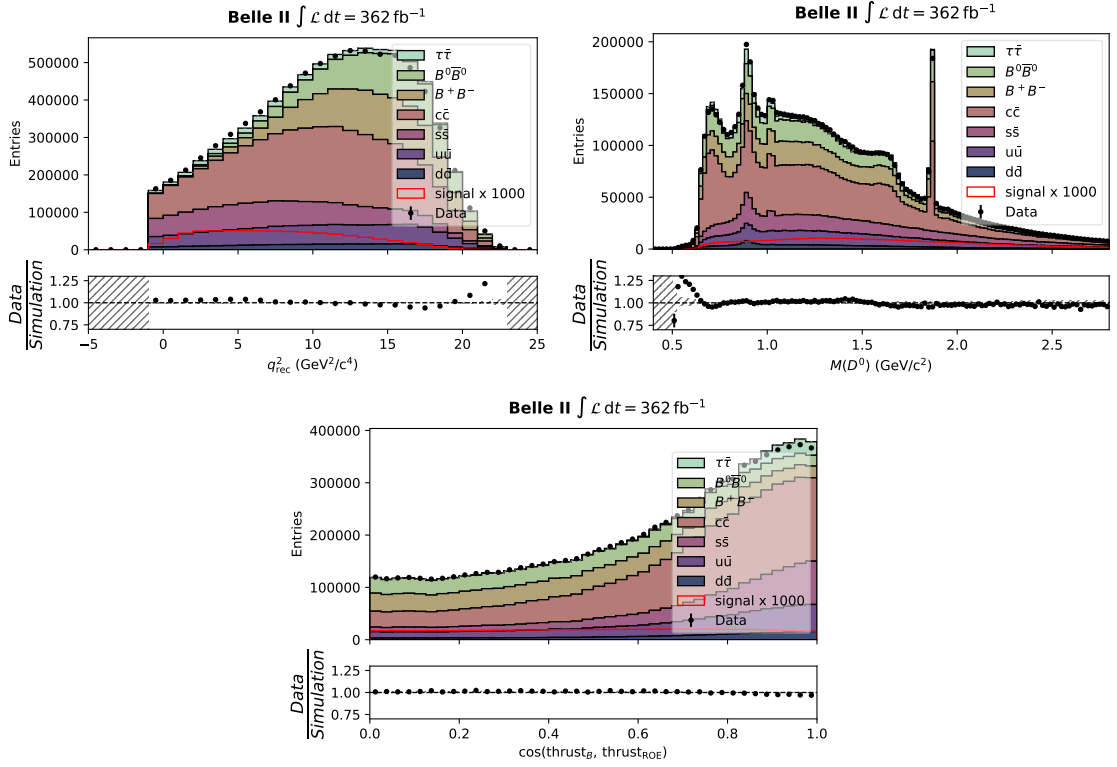 Belle II ∫ ℒ dt = 362 fb⁻¹
500000
400000
300000
200000
100000
0
Entries
ττ̄
B⁰B̅⁰
B⁺B⁻
cc̄
ss̄
uū
dd̄
signal x 1000
Data
1.25
1.00
0.75
Data
Simulation
−5 0 5 10 15 20 25
q²rec (GeV²/c⁴)
Belle II ∫ ℒ dt = 362 fb⁻¹
200000
150000
100000
50000
0
Entries
ττ̄
B⁰B̅⁰
B⁺B⁻
cc̄
ss̄
uū
dd̄
signal x 1000
Data
1.25
1.00
0.75
Data
Simulation
0.5 1.0 1.5 2.0 2.5
M(D⁰) (GeV/c²)
Belle II ∫ ℒ dt = 362 fb⁻¹
400000
300000
200000
100000
0
Entries
ττ̄
B⁰B̅⁰
B⁺B⁻
cc̄
ss̄
uū
dd̄
signal x 1000
Data
1.25
1.00
0.75
Data
Simulation
0.0 0.2 0.4 0.6 0.8 1.0
cos(thrust_B, thrust_ROE)